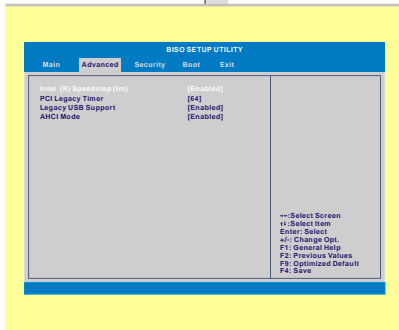 BISO SETUP UTILITY
Main Advanced Security Boot Exit
Intel (R) Speedstep (tm) [Enabled]
PCI Legacy Timer [64]
Legacy USB Support [Enabled]
AHCI Mode [Enabled]
→←:Select Screen
↑↓:Select Item
Enter: Select
+/-: Change Opt.
F1: General Help
F2: Previous Values
F9: Optimized Default
F4: Save